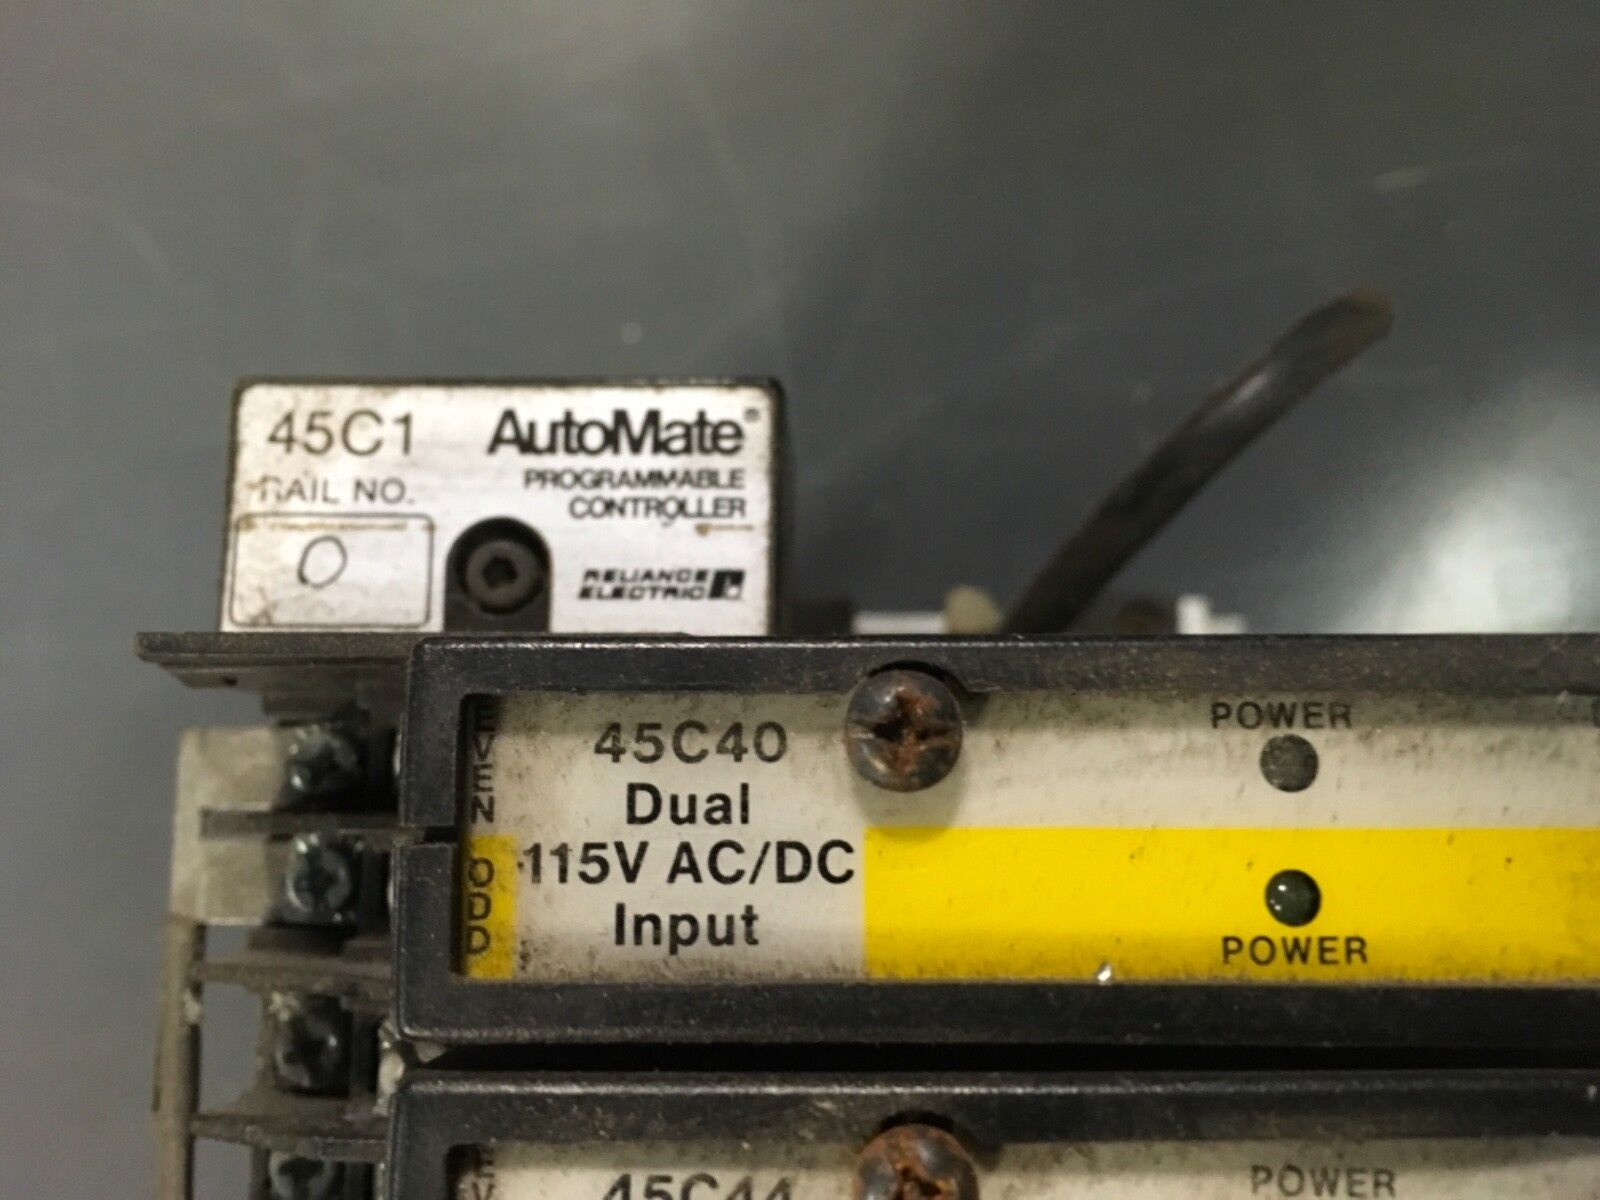 45C1
AutoMate®
RAIL NO.
PROGRAMMABLE
CONTROLLER
O
RELIANCE
ELECTRIC
EVEN
45C40
Dual
115V AC/DC
Input
ODD
POWER
POWER
45C44
POWER